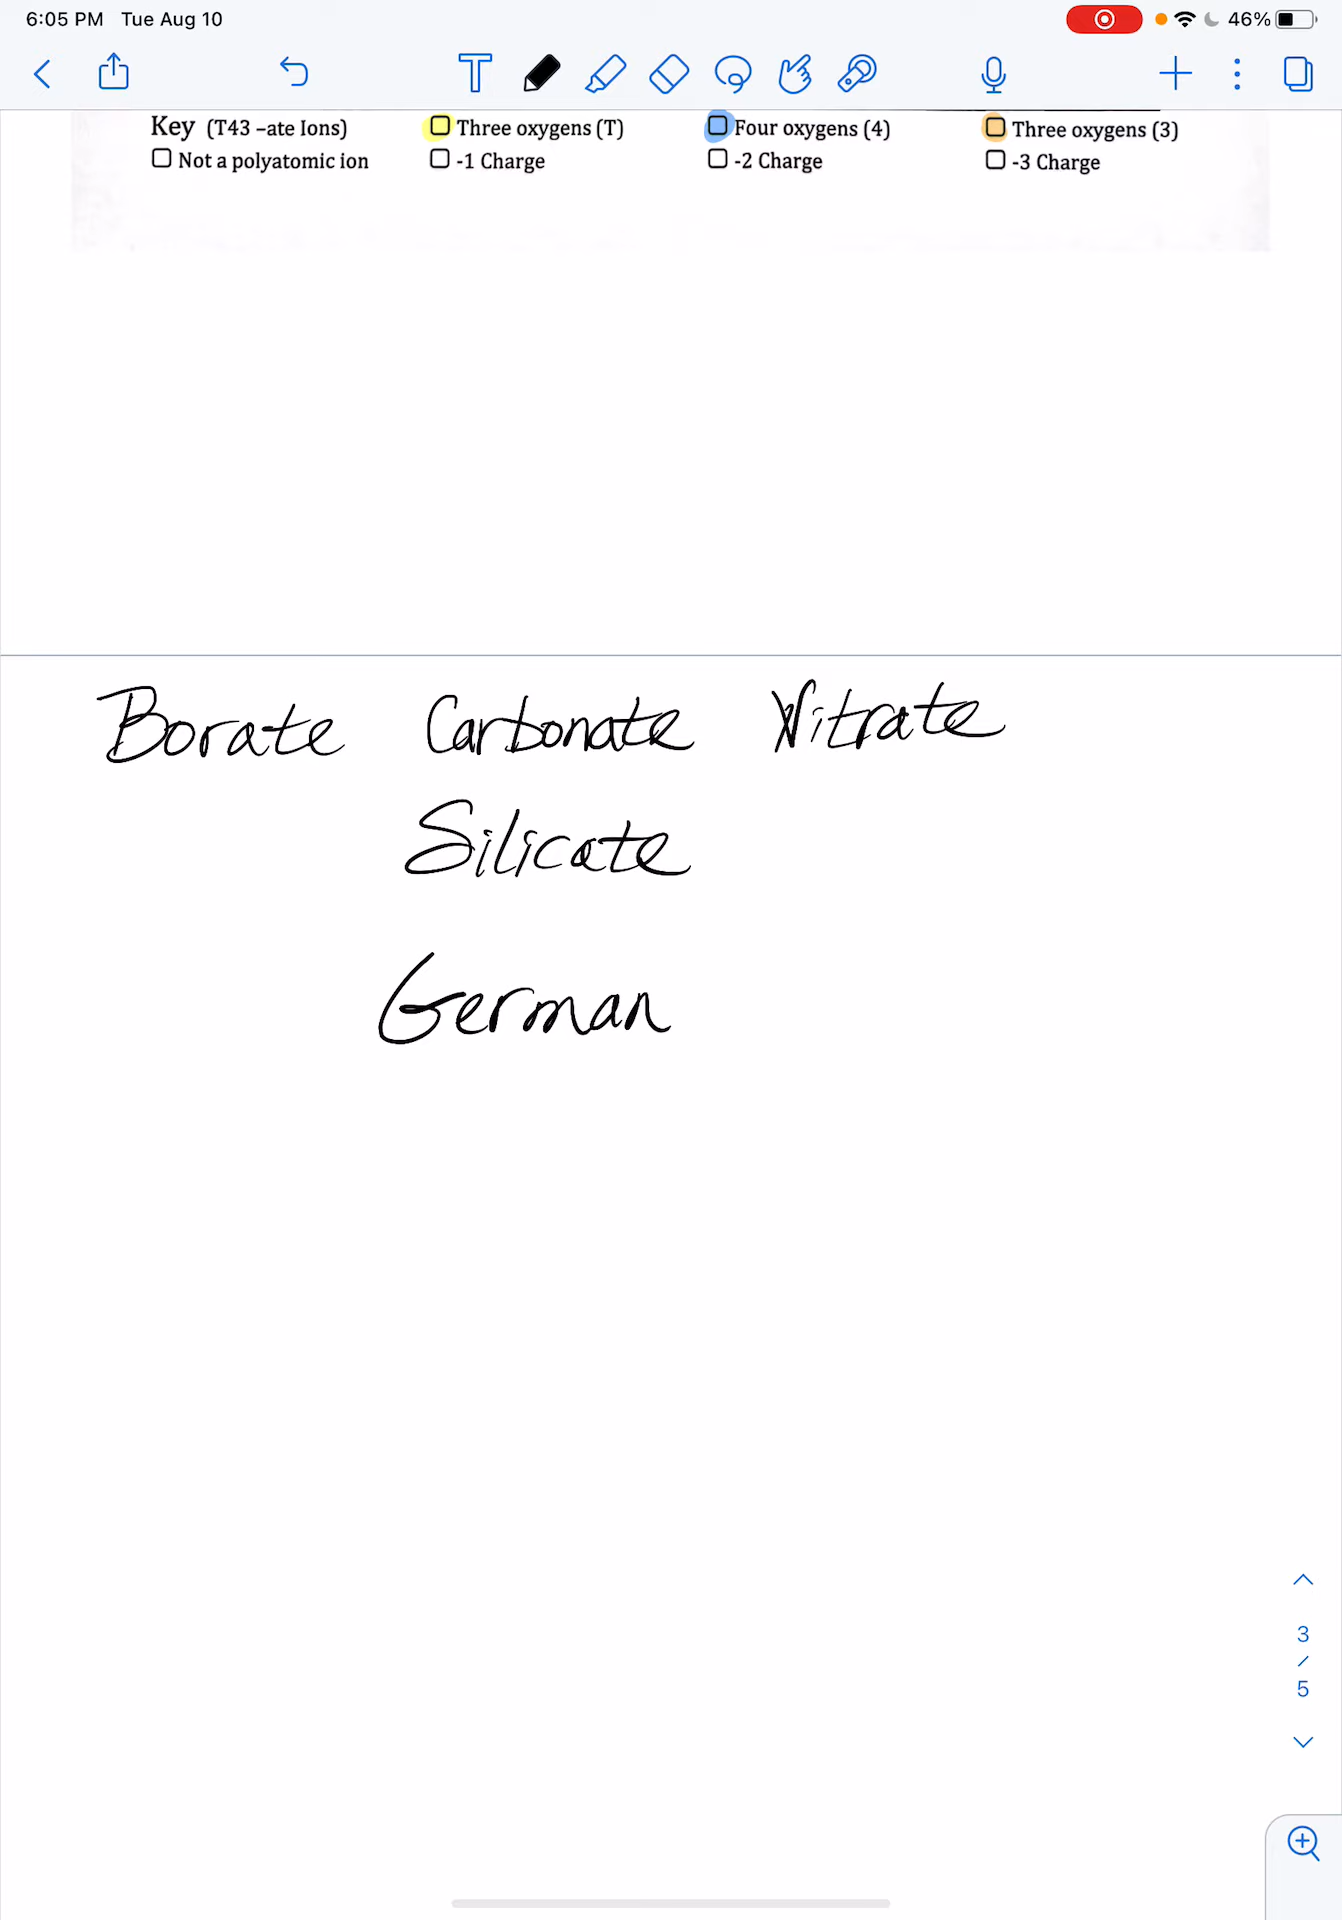 6:05 PM Tue Aug 10 46%
Key (T43 –ate Ions) Three oxygens (T) Four oxygens (4) Three oxygens (3)
Not a polyatomic ion -1 Charge -2 Charge -3 Charge
Borate Carbonate Nitrate
Silicate
German
3
/
5